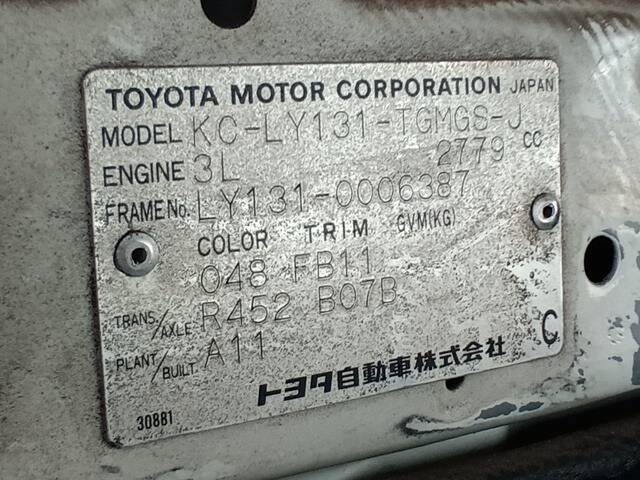 TOYOTA MOTOR CORPORATION JAPAN
MODEL KC-LY131-TGMGS-J
ENGINE 3L 2779 CC
FRAME No. LY131-0006387
COLOR TRIM GVM(KG)
048 FB11
TRANS/AXLE R452 B07B
PLANT/BUILT A11 C
トヨタ自動車株式会社
30881